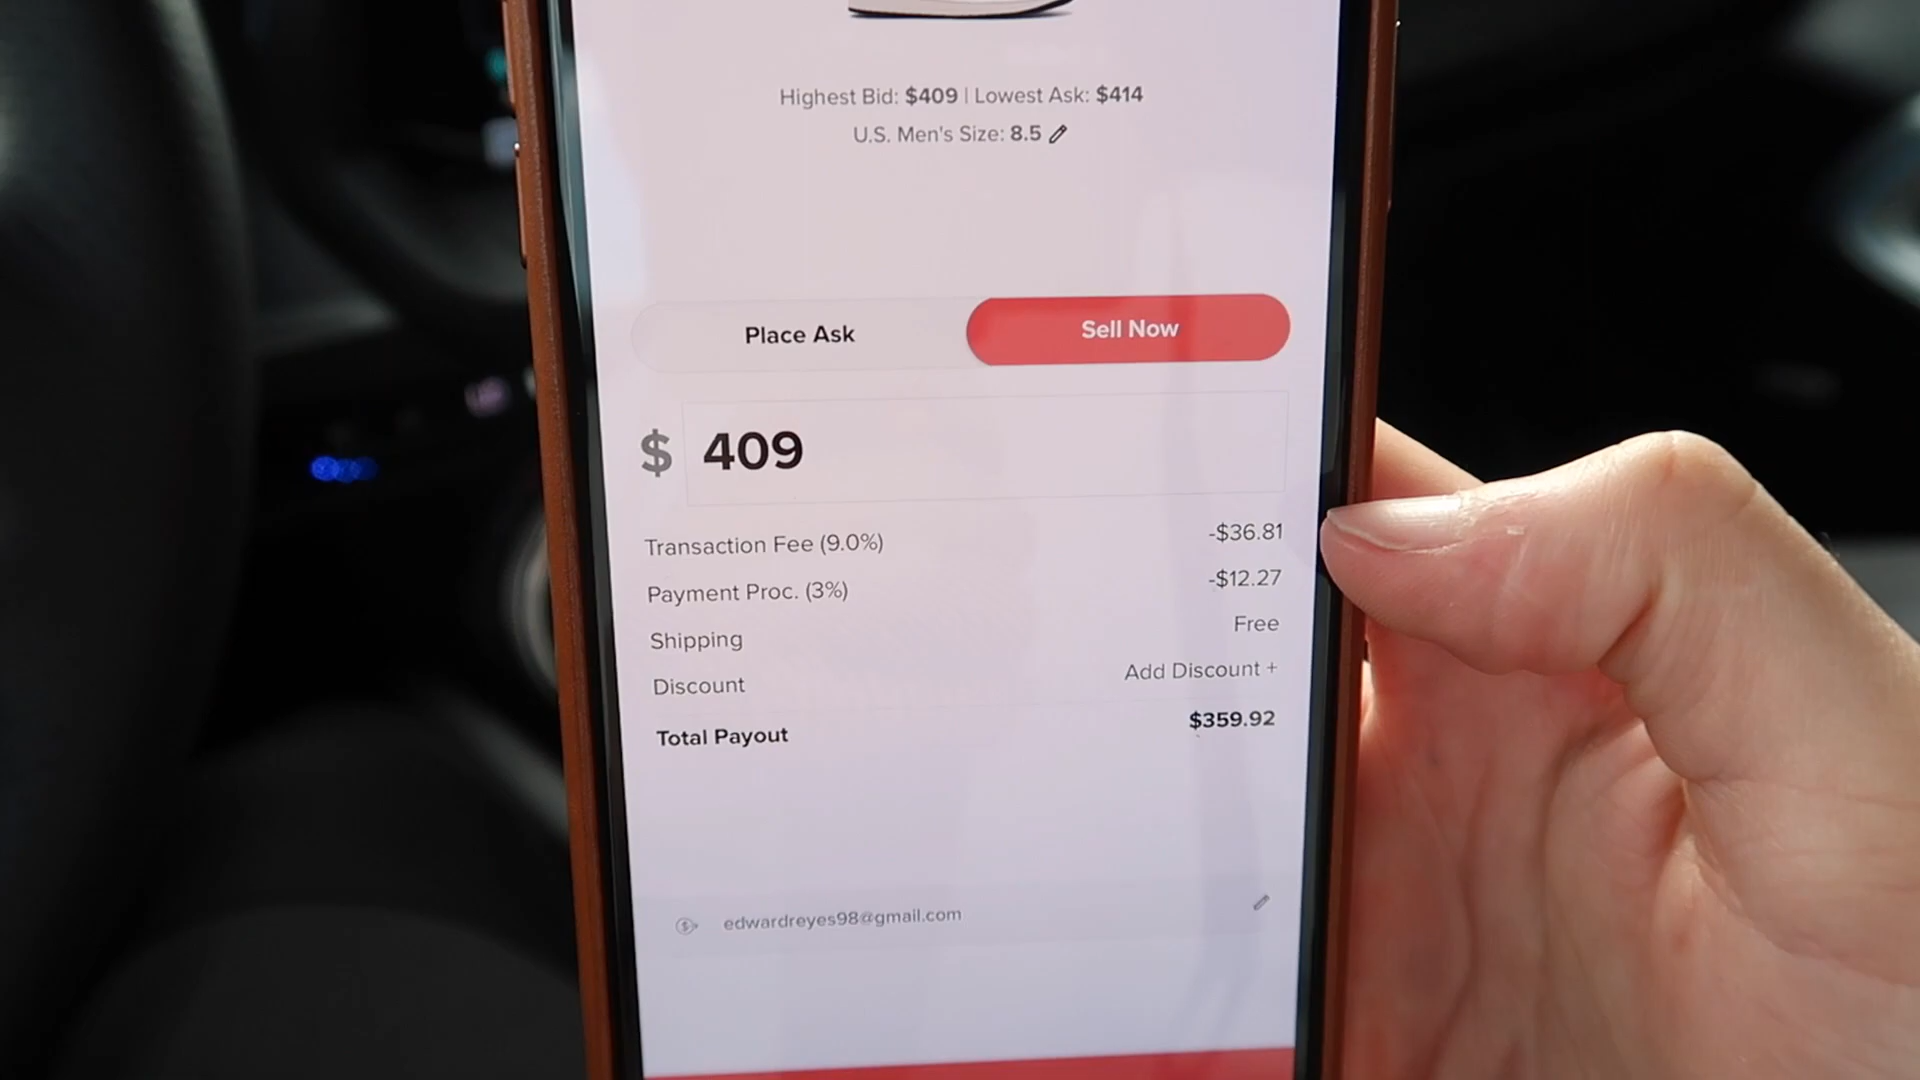 Highest Bid: $409 | Lowest Ask: $414
U.S. Men's Size: 8.5
Place Ask
Sell Now
$ 409
Transaction Fee (9.0%) -$36.81
Payment Proc. (3%) -$12.27
Shipping Free
Discount Add Discount +
Total Payout $359.92
edwardreyes98@gmail.com